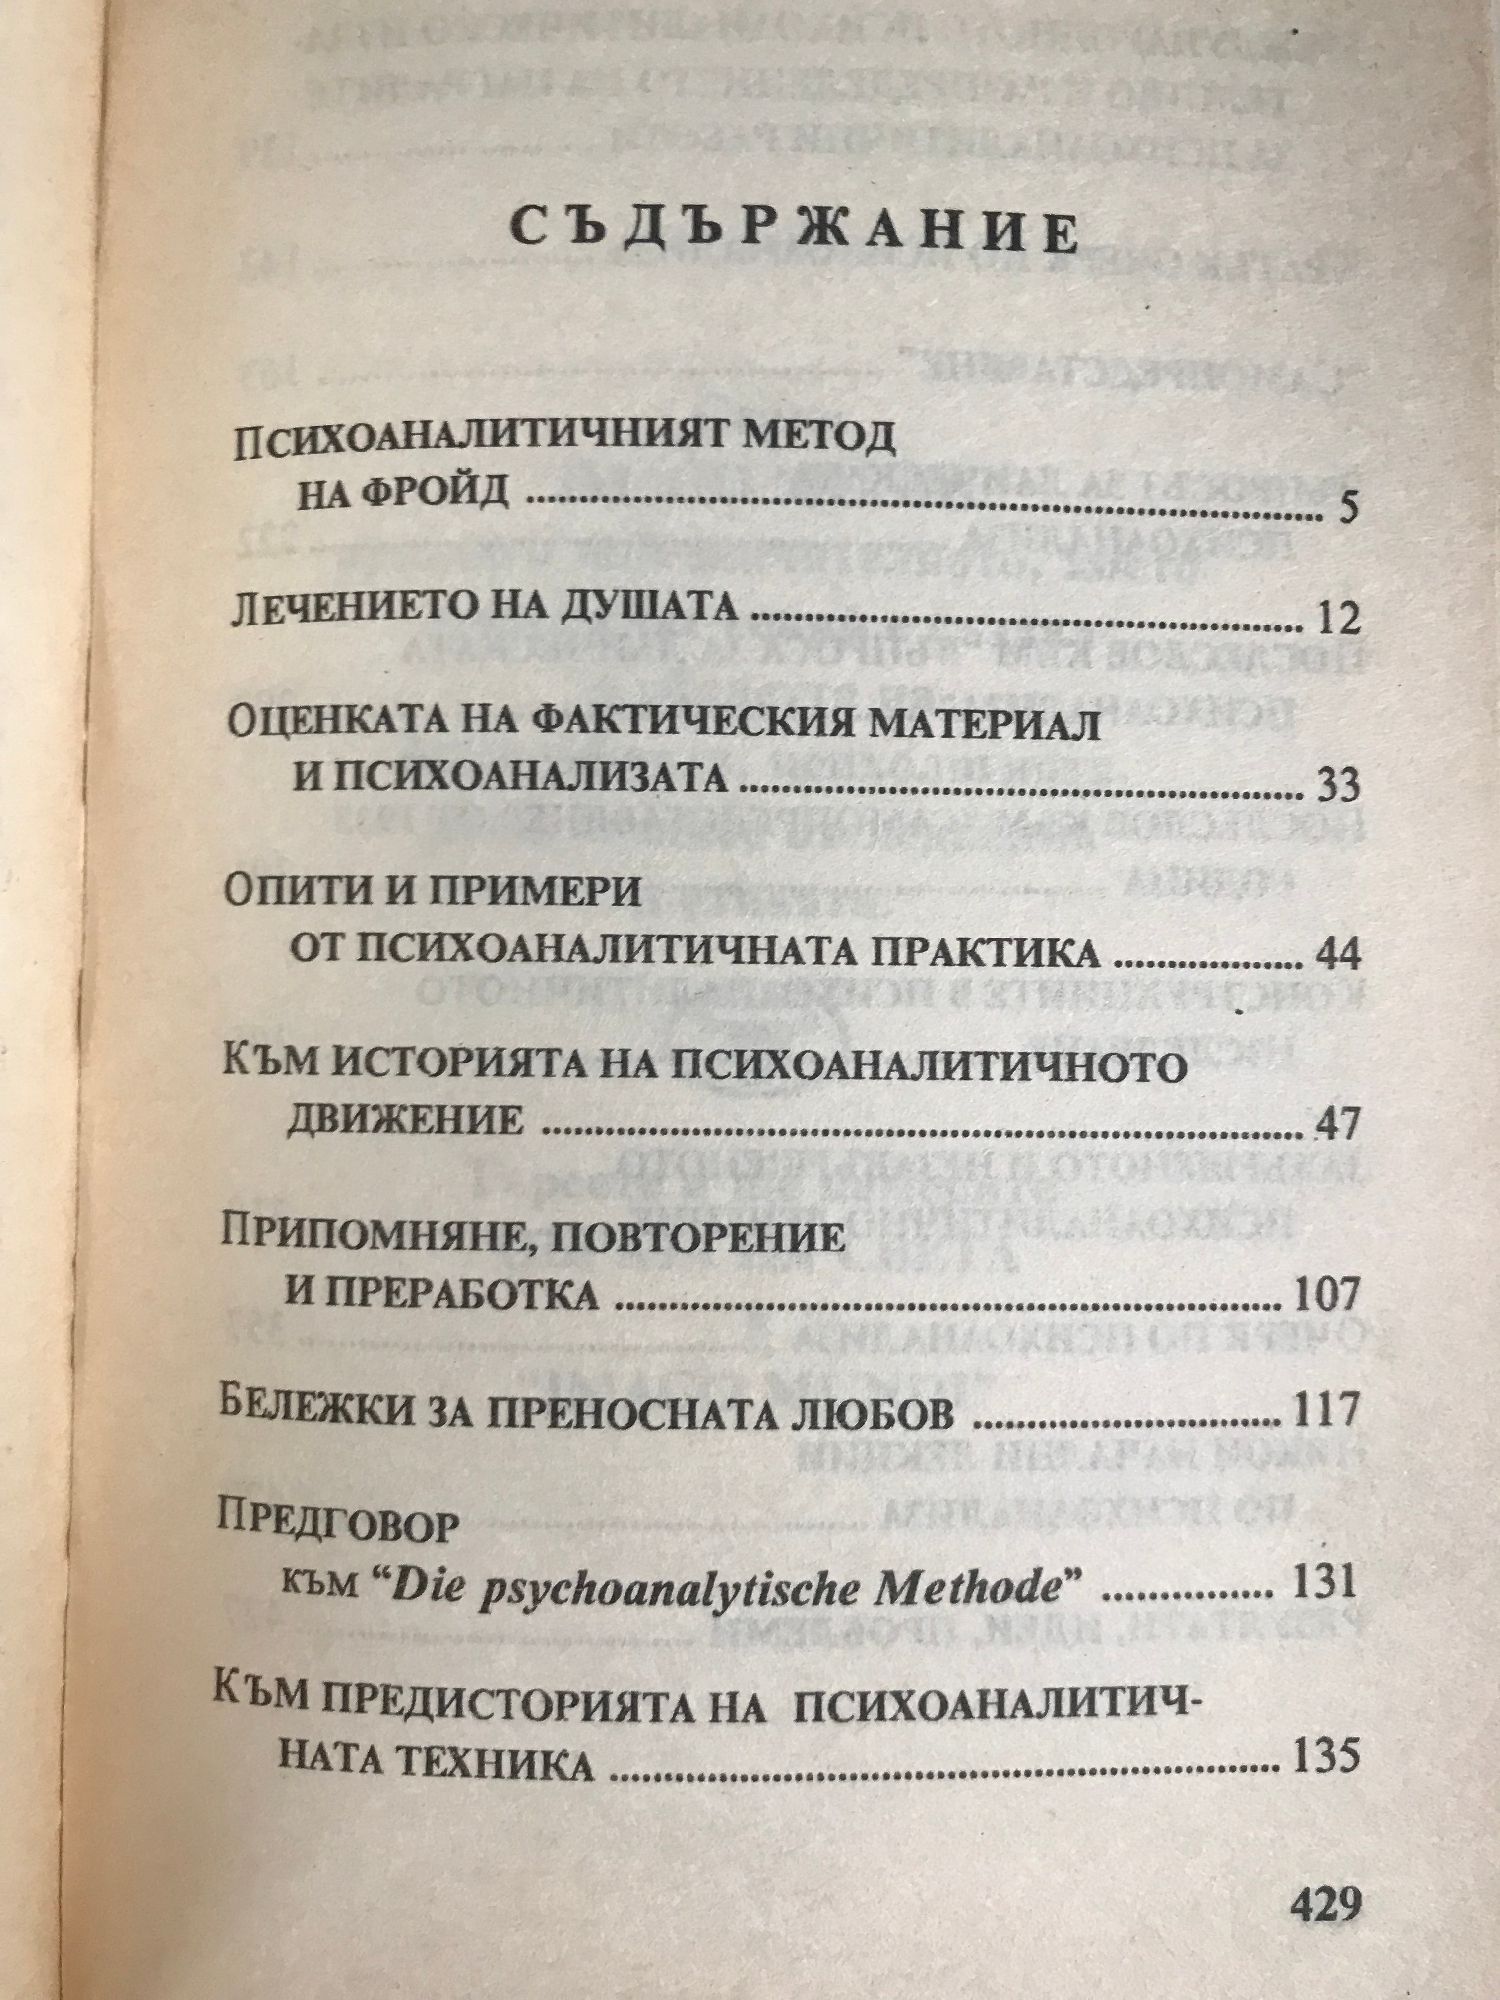 СЪДЪРЖАНИЕ
ПСИХОАНАЛИТИЧНИЯТ МЕТОД
НА ФРОЙД ........................ 5
ЛЕЧЕНИЕТО НА ДУШАТА ........................ 12
ОЦЕНКАТА НА ФАКТИЧЕСКИЯ МАТЕРИАЛ
И ПСИХОАНАЛИЗАТА ........................ 33
ОПИТИ И ПРИМЕРИ
ОТ ПСИХОАНАЛИТИЧНАТА ПРАКТИКА ........................ 44
КЪМ ИСТОРИЯТА НА ПСИХОАНАЛИТИЧНОТО
ДВИЖЕНИЕ ........................ 47
ПРИПОМНЯНЕ, ПОВТОРЕНИЕ
И ПРЕРАБОТКА ........................ 107
БЕЛЕЖКИ ЗА ПРЕНОСНАТА ЛЮБОВ ........................ 117
ПРЕДГОВОР
КЪМ “Die psychoanalytische Methode” ........................ 131
КЪМ ПРЕДИСТОРИЯТА НА ПСИХОАНАЛИТИЧ-
НАТА ТЕХНИКА ........................ 135
429